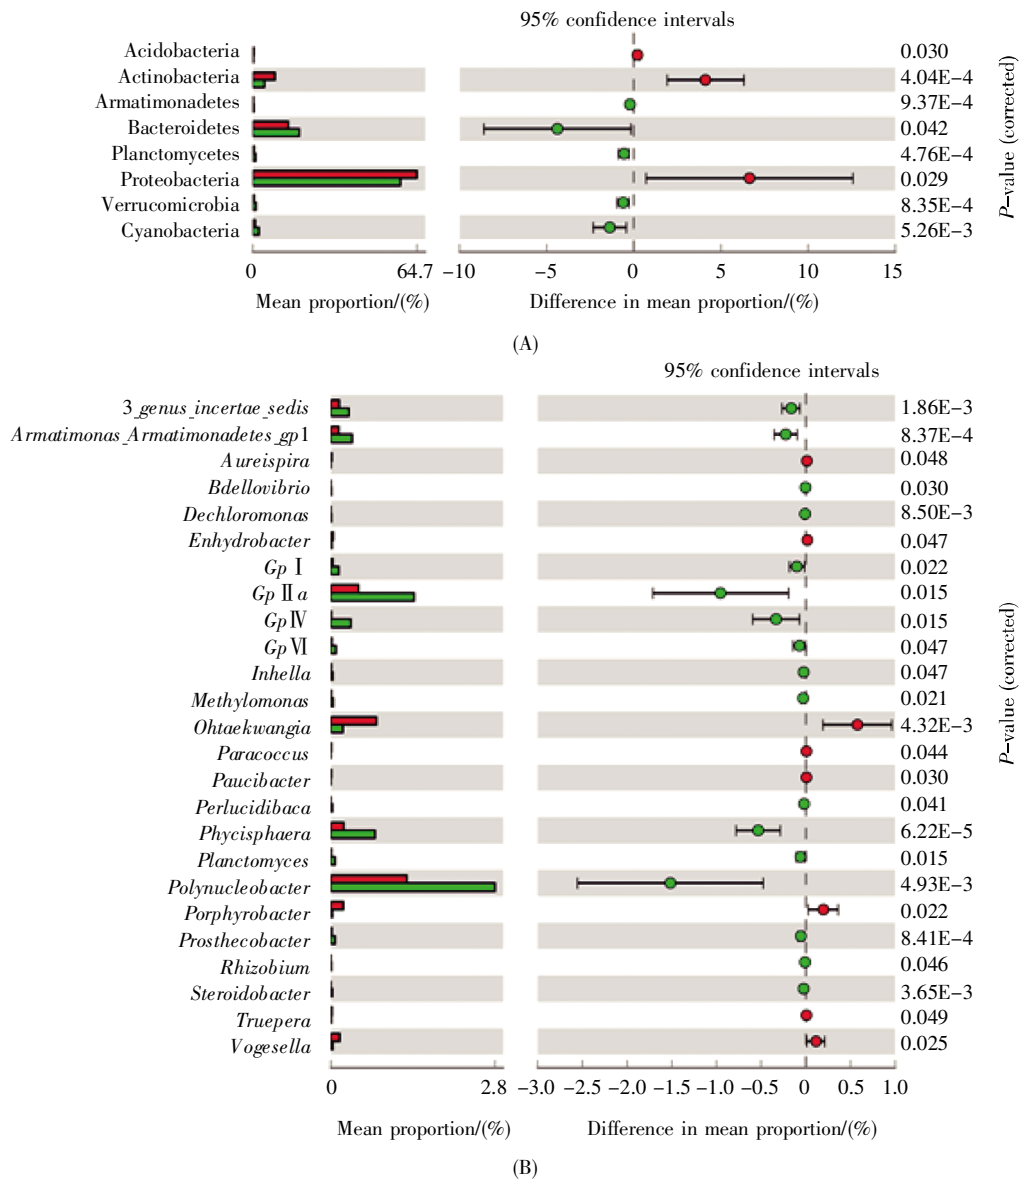 95% confidence intervals
Acidobacteria 0.030
Actinobacteria 4.04E−4
Armatimonadetes 9.37E−4
Bacteroidetes 0.042
Planctomycetes 4.76E−4
Proteobacteria 0.029
Verrucomicrobia 8.35E−4
Cyanobacteria 5.26E−3
P−value (corrected)
0 64.7 −10 −5 0 5 10 15
Mean proportion/(%) Difference in mean proportion/(%)
(A)
95% confidence intervals
3_genus_incertae_sedis 1.86E−3
Armatimonas_Armatimonadetes_gp1 8.37E−4
Aureispira 0.048
Bdellovibrio 0.030
Dechloromonas 8.50E−3
Enhydrobacter 0.047
Gp Ⅰ 0.022
Gp Ⅱ a 0.015
Gp Ⅳ 0.015
Gp Ⅵ 0.047
Inhella 0.047
Methylomonas 0.021
Ohtaekwangia 4.32E−3
Paracoccus 0.044
Paucibacter 0.030
Perlucidibaca 0.041
Phycisphaera 6.22E−5
Planctomyces 0.015
Polynucleobacter 4.93E−3
Porphyrobacter 0.022
Prosthecobacter 8.41E−4
Rhizobium 0.046
Steroidobacter 3.65E−3
Truepera 0.049
Vogesella 0.025
P−value (corrected)
0 2.8 −3.0 −2.5 −2.0 −1.5 −1.0 −0.5 0 0.5 1.0
Mean proportion/(%) Difference in mean proportion/(%)
(B)